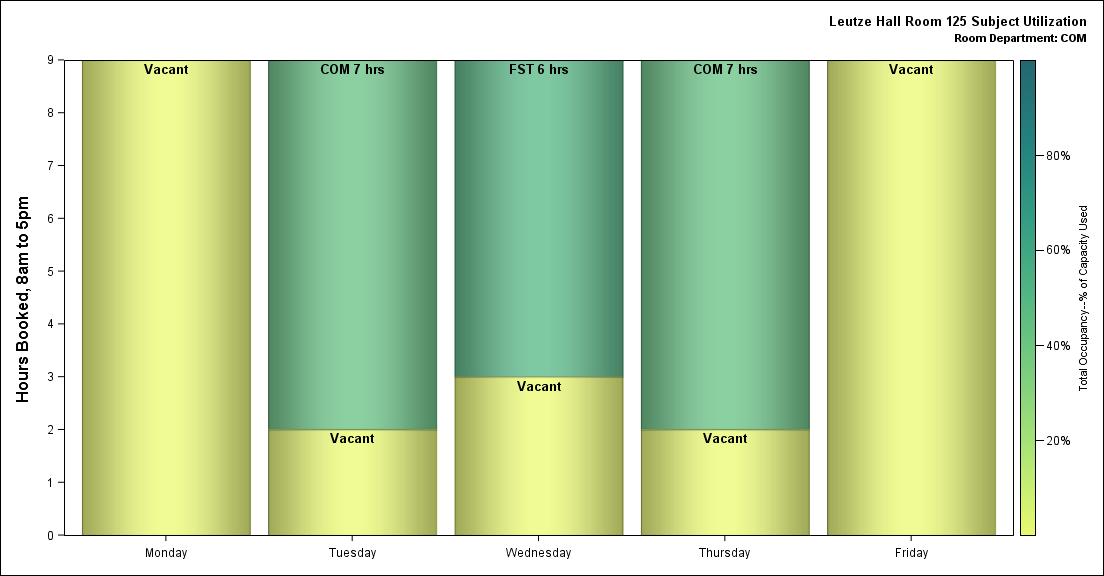 Leutze Hall Room 125 Subject Utilization
Room Department: COM
Hours Booked, 8am to 5pm
9
8
7
6
5
4
3
2
1
0
Vacant
COM 7 hrs
FST 6 hrs
COM 7 hrs
Vacant
Vacant
Vacant
Vacant
Monday
Tuesday
Wednesday
Thursday
Friday
80%
60%
40%
20%
Total Occupancy--% of Capacity Used